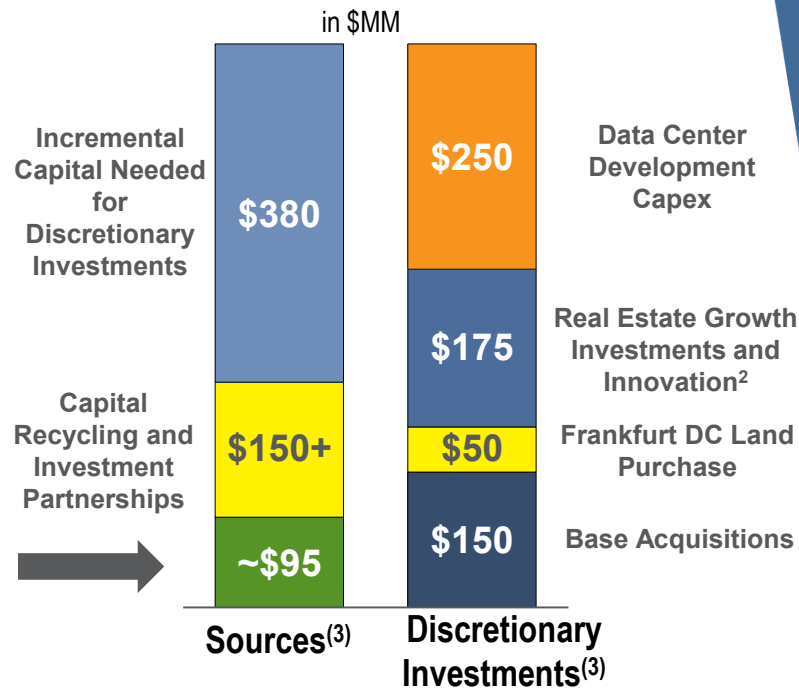 in $MM
Incremental
Capital Needed
for
Discretionary
Investments
$380
Capital
Recycling and
Investment
Partnerships
$150+
~$95
Sources(3)
$250
Data Center
Development
Capex
$175
Real Estate Growth
Investments and
Innovation2
$50
Frankfurt DC Land
Purchase
$150
Base Acquisitions
Discretionary
Investments(3)